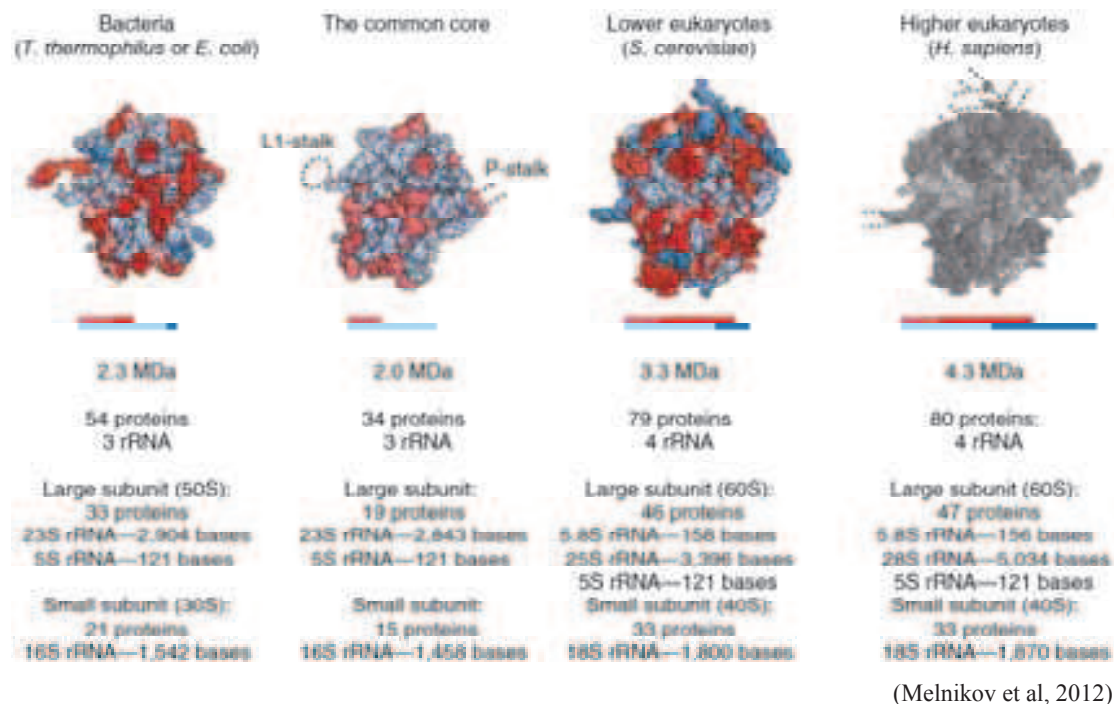 Bacteria
(T. thermophilus or E. coli)
The common core
Lower eukaryotes
(S. cerevisiae)
Higher eukaryotes
(H. sapiens)
L1-stalk
P-stalk
2.3 MDa
2.0 MDa
3.3 MDa
4.3 MDa
54 proteins
3 rRNA
34 proteins
3 rRNA
79 proteins
4 rRNA
80 proteins:
4 rRNA
Large subunit (50S):
33 proteins
23S rRNA—2,904 bases
5S rRNA—121 bases
Small subunit (30S):
21 proteins
16S rRNA—1,542 bases
Large subunit:
19 proteins
23S rRNA—2,843 bases
5S rRNA—121 bases
Small subunit:
15 proteins
16S rRNA—1,458 bases
Large subunit (60S):
46 proteins
5.8S rRNA—158 bases
25S rRNA—3,396 bases
5S rRNA—121 bases
Small subunit (40S):
33 proteins
18S rRNA—1,800 bases
Large subunit (60S):
47 proteins
5.8S rRNA—156 bases
28S rRNA—5,034 bases
5S rRNA—121 bases
Small subunit (40S):
33 proteins
18S rRNA—1,870 bases
(Melnikov et al, 2012)